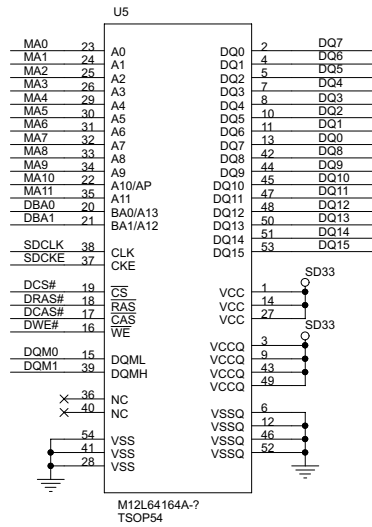 U5
MA0 23 A0 DQ0 2 DQ7
MA1 24 A1 DQ1 4 DQ6
MA2 25 A2 DQ2 5 DQ5
MA3 26 A3 DQ3 7 DQ4
MA4 29 A4 DQ4 8 DQ3
MA5 30 A5 DQ5 10 DQ2
MA6 31 A6 DQ6 11 DQ1
MA7 32 A7 DQ7 13 DQ0
MA8 33 A8 DQ8 42 DQ8
MA9 34 A9 DQ9 44 DQ9
MA10 22 A10/AP DQ10 45 DQ10
MA11 35 A11 DQ11 47 DQ11
DBA0 20 BA0/A13 DQ12 48 DQ12
DBA1 21 BA1/A12 DQ13 50 DQ13
DQ14 51 DQ14
SDCLK 38 CLK DQ15 53 DQ15
SDCKE 37 CKE
SD33
DCS# 19 CS VCC 1
DRAS# 18 RAS VCC 14
DCAS# 17 CAS VCC 27
DWE# 16 WE
SD33
VCCQ 3
DQM0 15 DQML VCCQ 9
DQM1 39 DQMH VCCQ 43
VCCQ 49
36 NC
40 NC VSSQ 6
VSSQ 12
54 VSS VSSQ 46
41 VSS VSSQ 52
28 VSS
M12L64164A-?
TSOP54